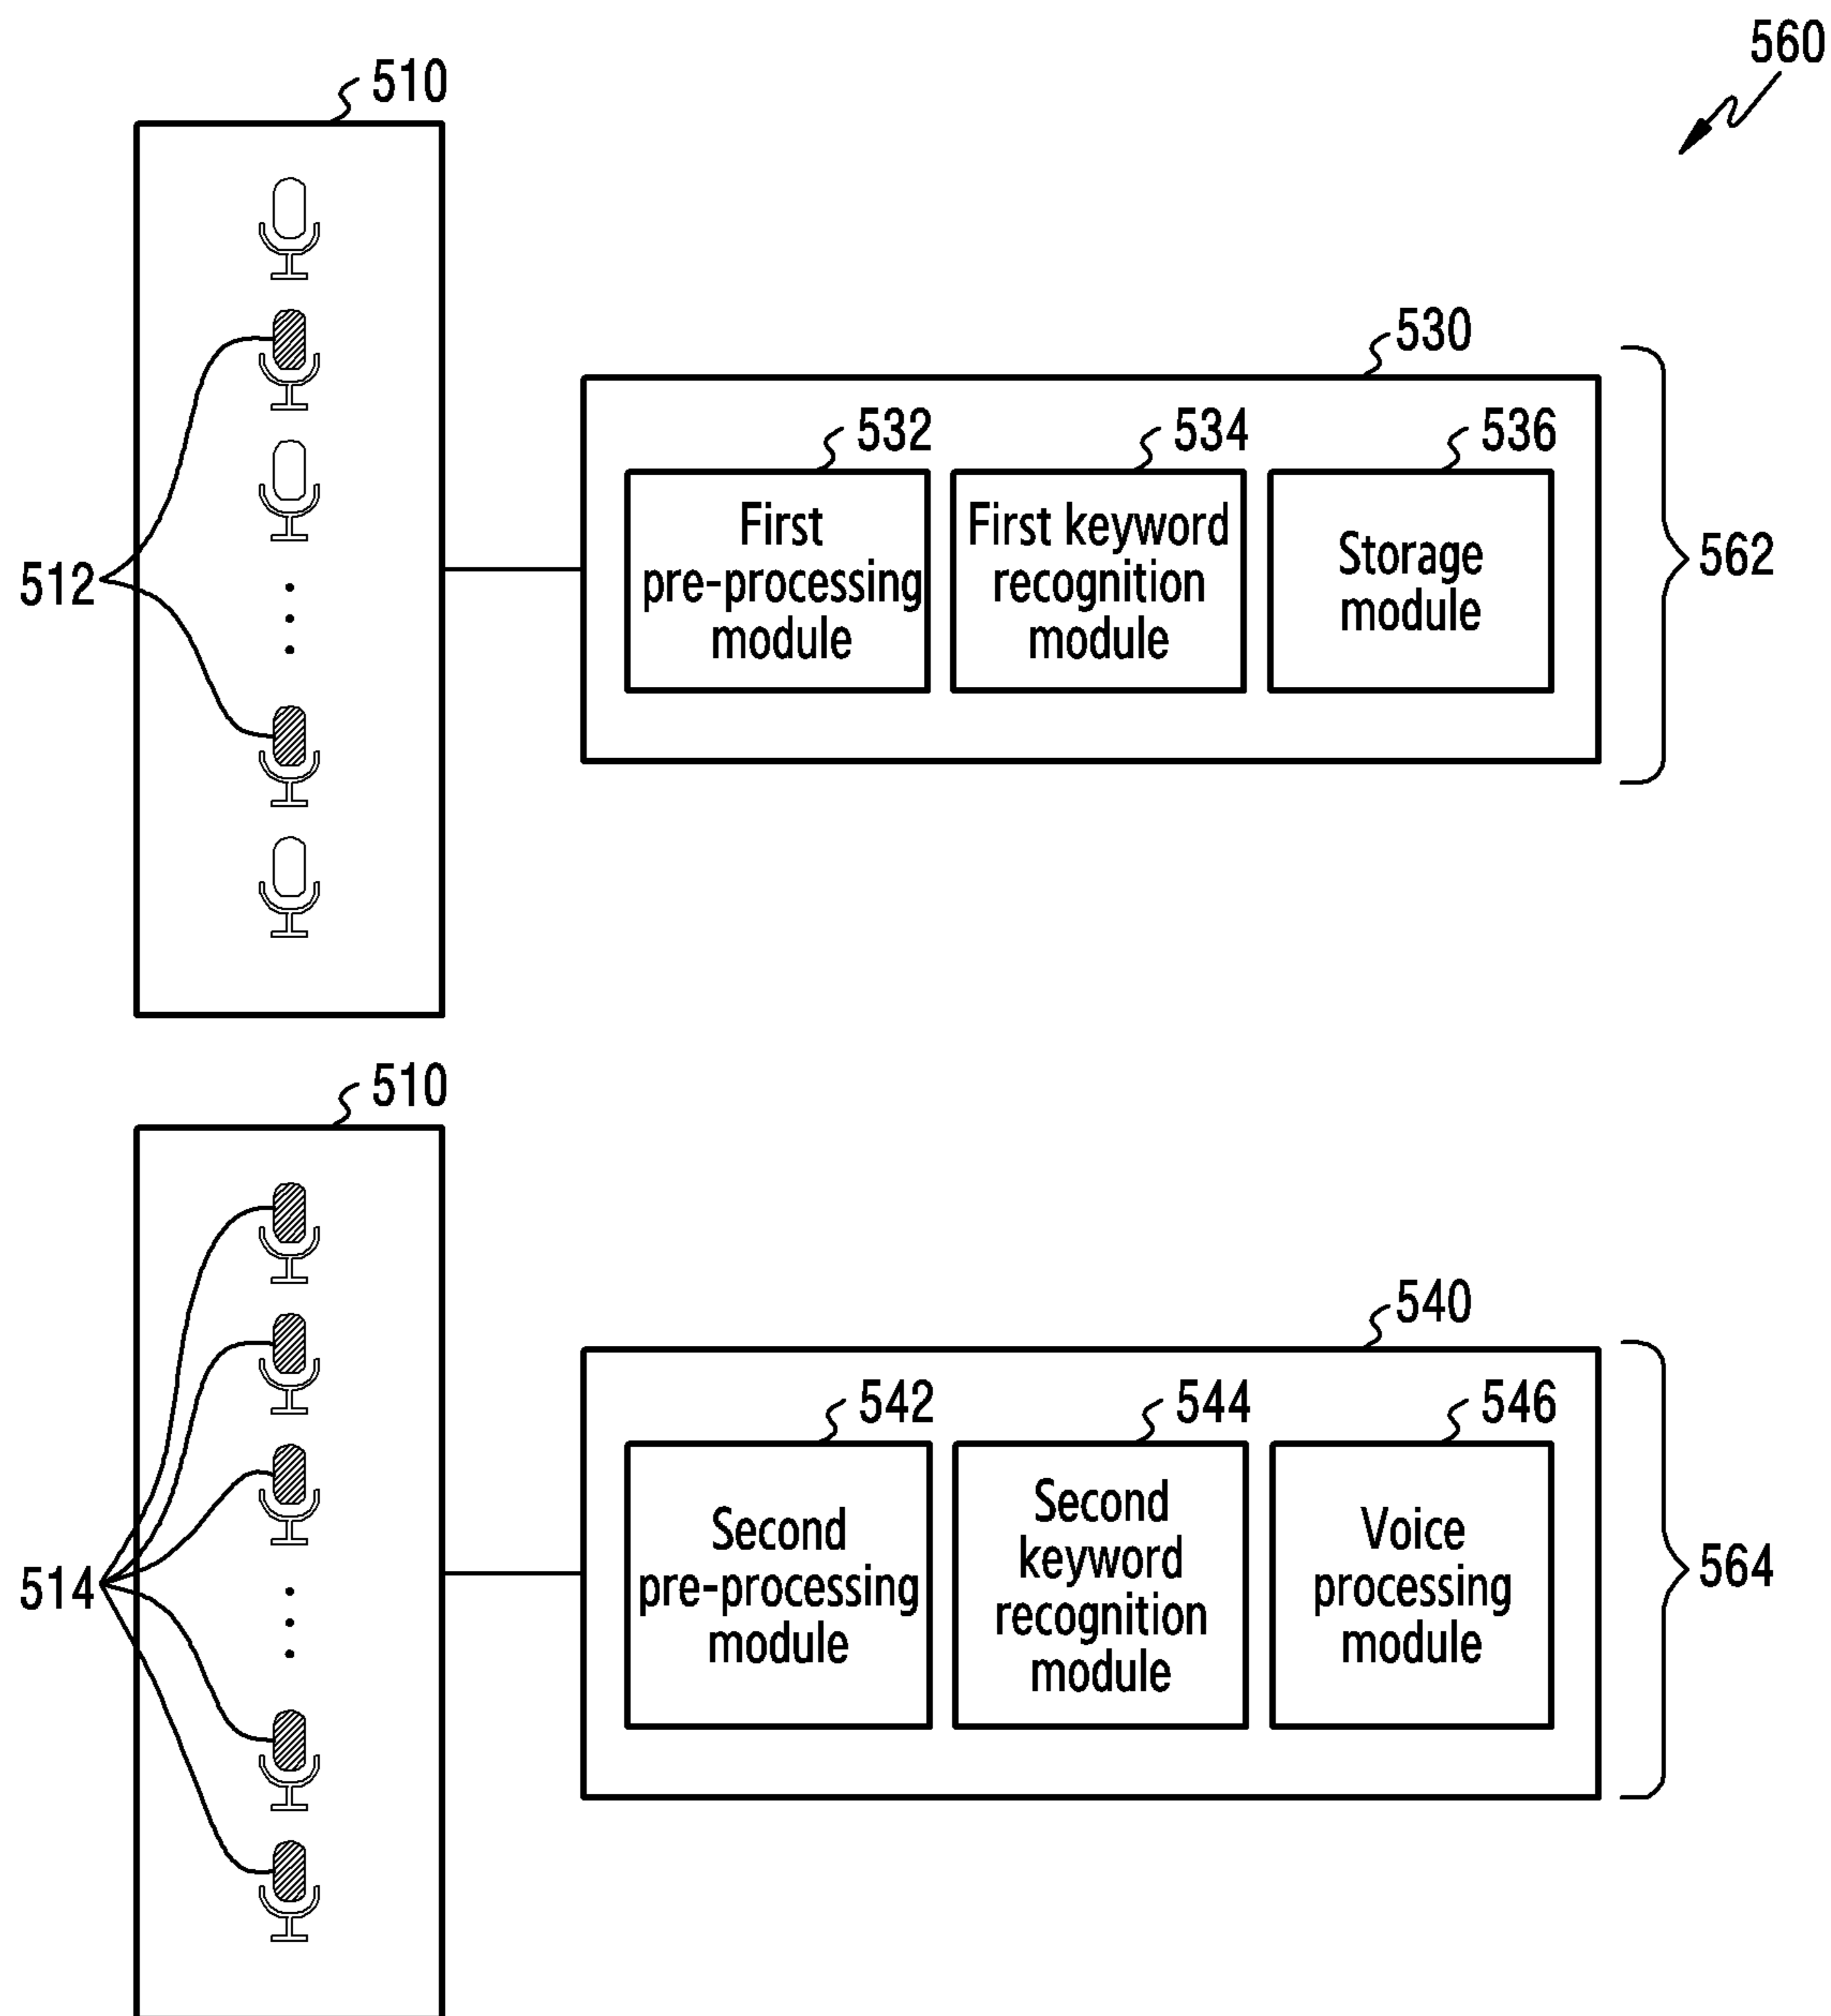 560
510
530
532
534
536
First
pre-processing
module
First keyword
recognition
module
Storage
module
512
562
510
540
542
544
546
Second
pre-processing
module
Second
keyword
recognition
module
Voice
processing
module
514
564